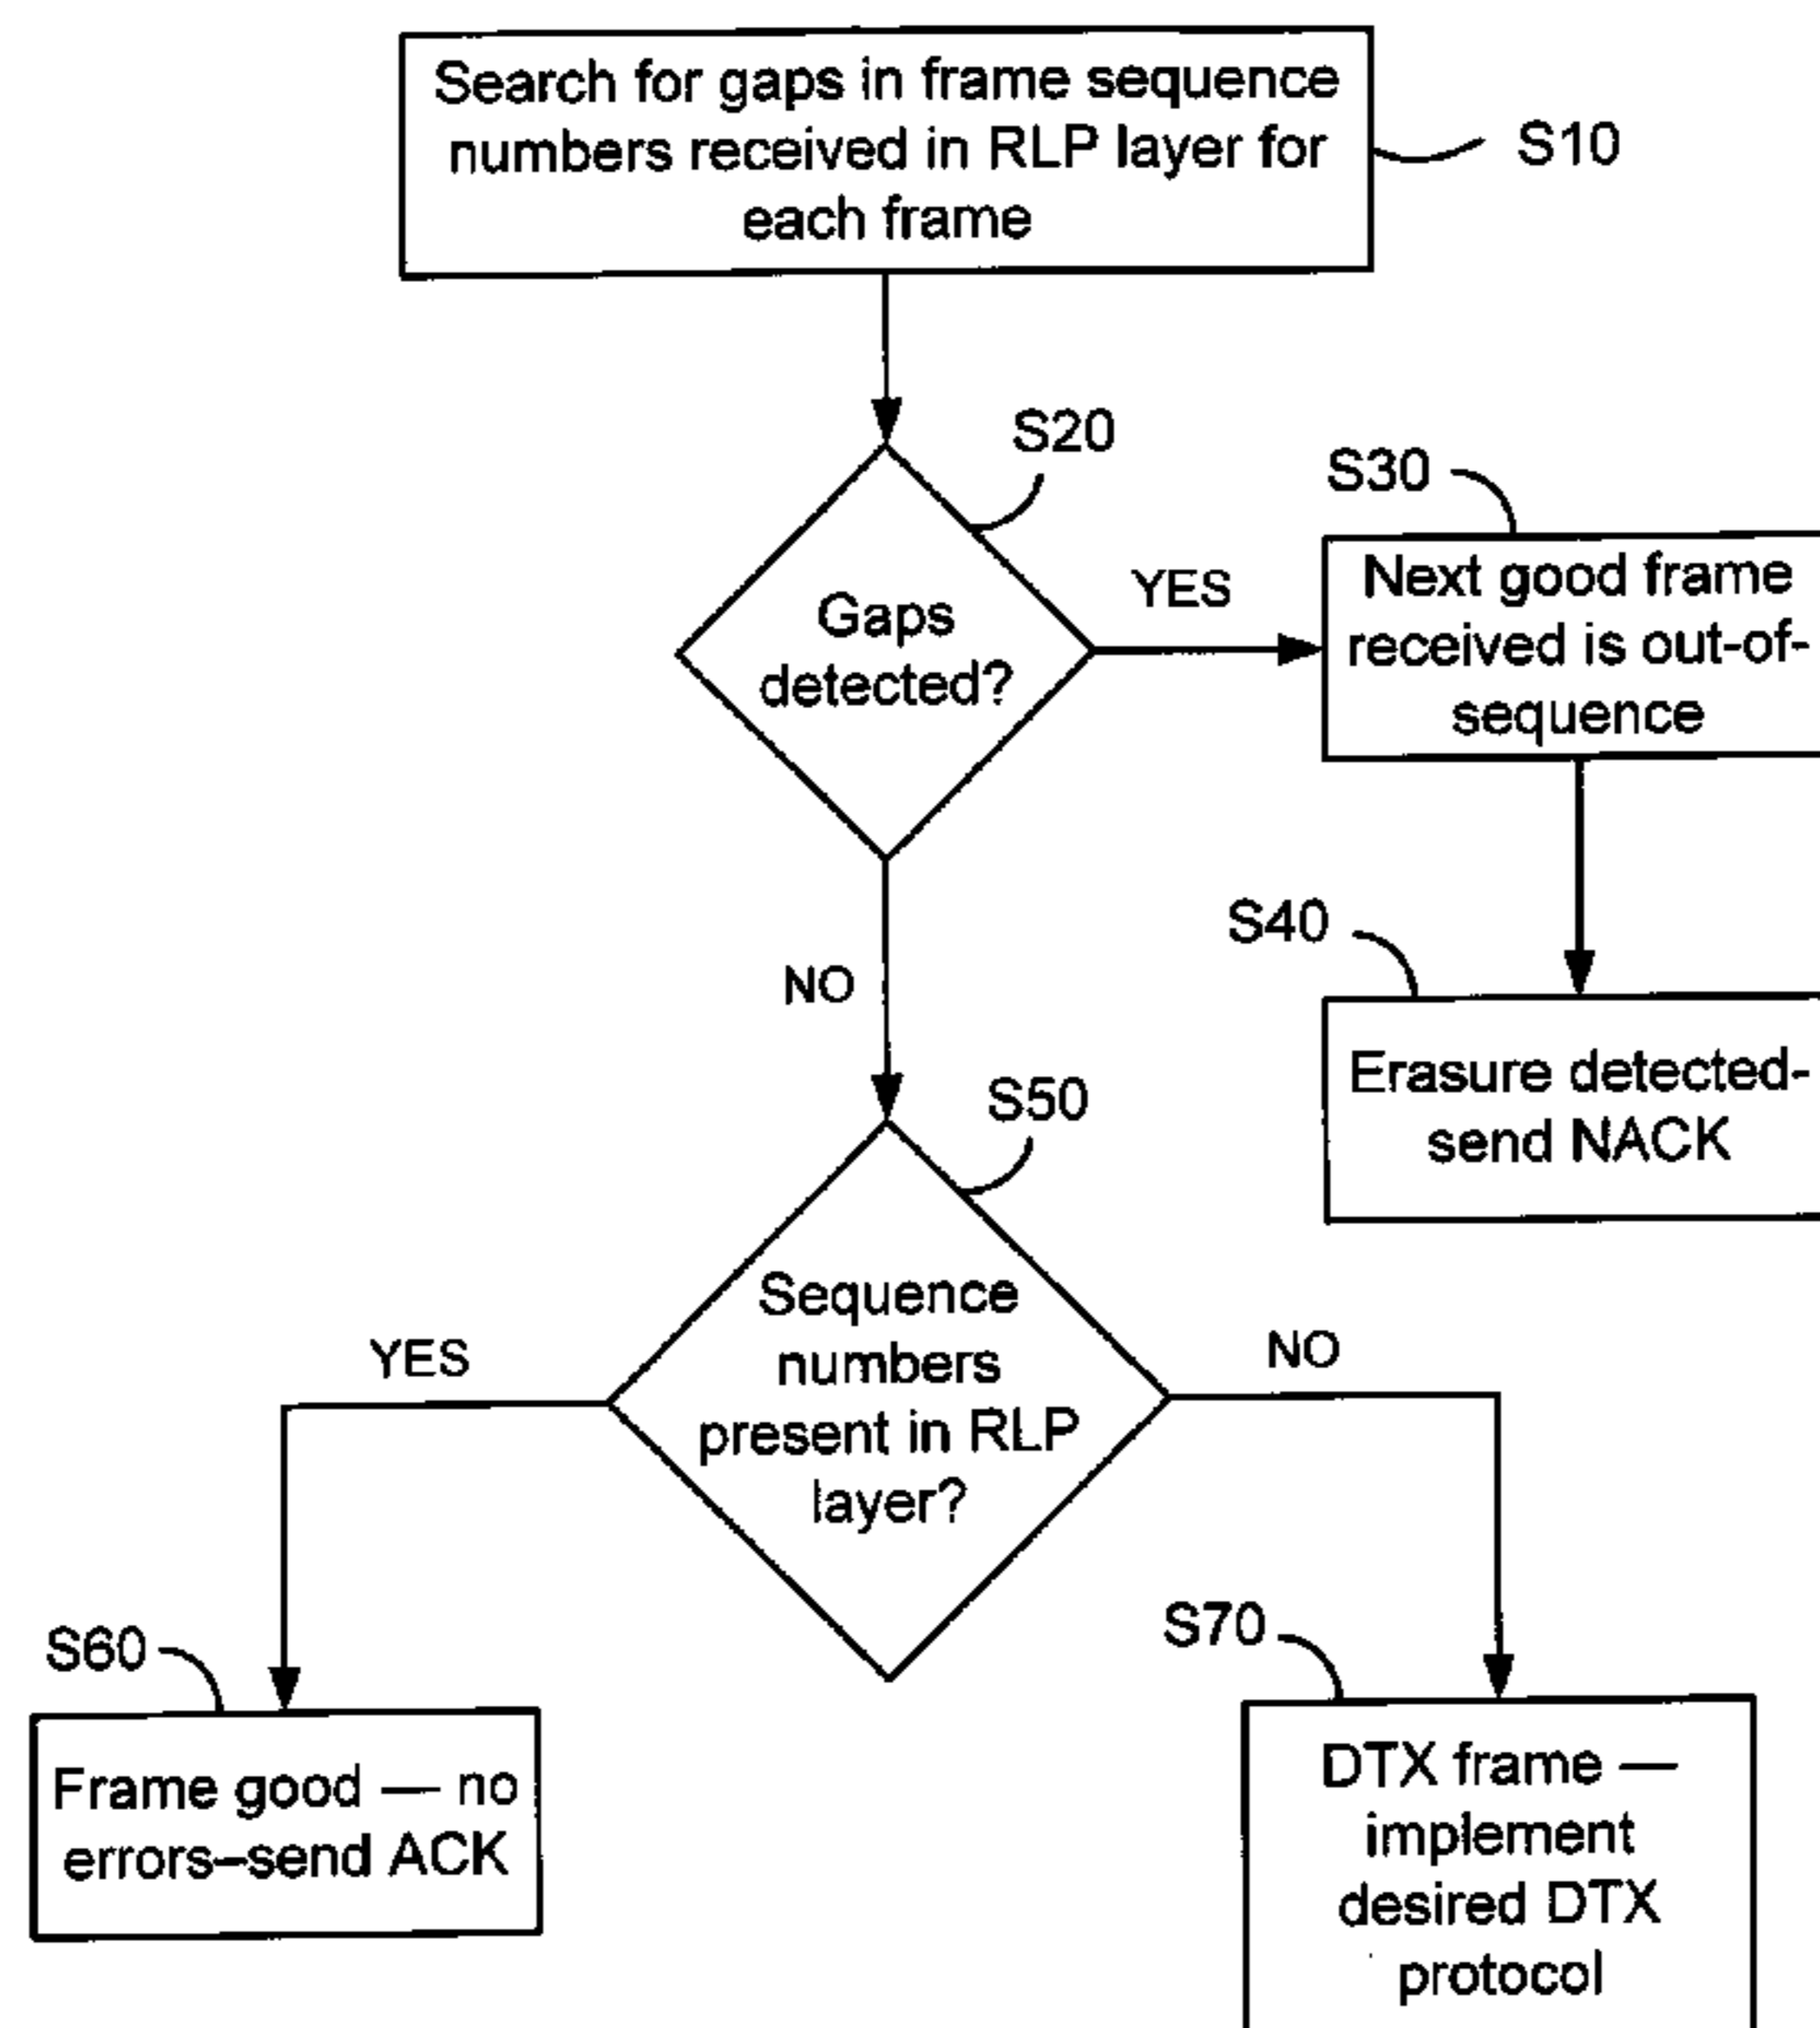 Search for gaps in frame sequence
numbers received in RLP layer for
each frame
S10
S20
Gaps
detected?
YES
S30
Next good frame
received is out-of-
sequence
S40
Erasure detected-
send NACK
NO
S50
Sequence
numbers
present in RLP
layer?
YES
NO
S60
Frame good — no
errors–send ACK
S70
DTX frame —
implement
desired DTX
protocol